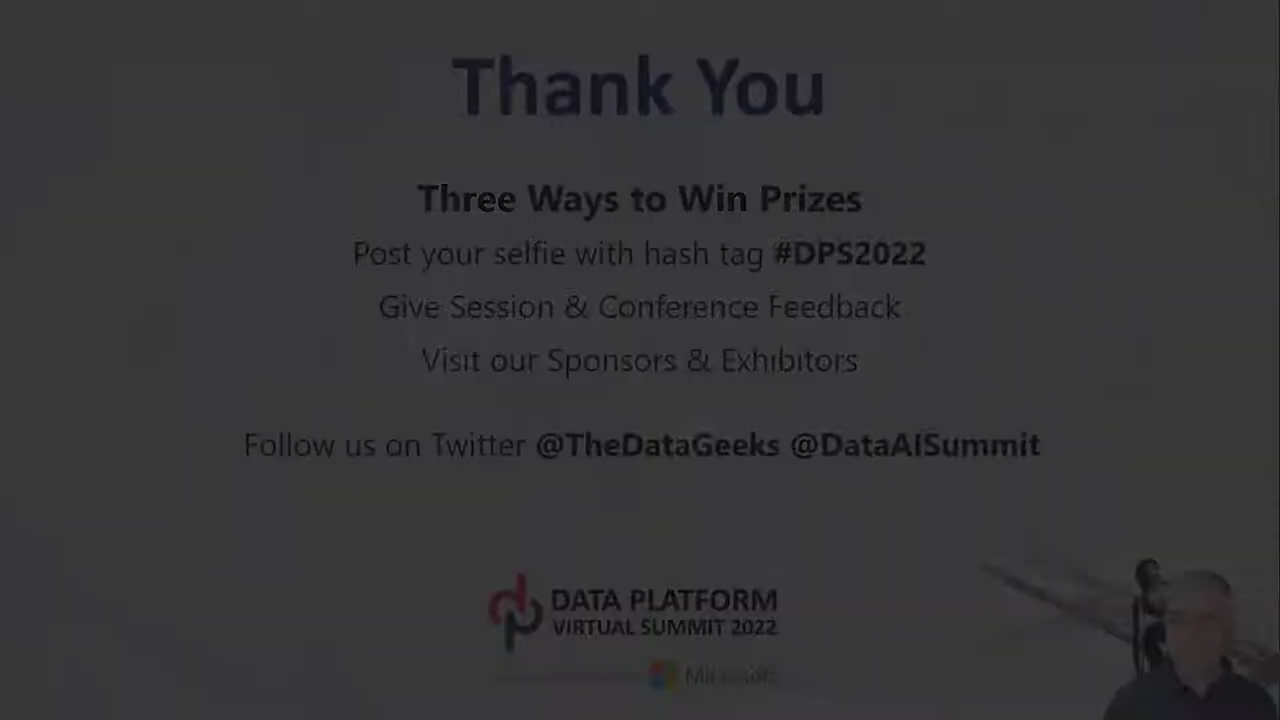 Thank You
Three Ways to Win Prizes
Post your selfie with hash tag #DPS2022
Give Session & Conference Feedback
Visit our Sponsors & Exhibitors
Follow us on Twitter @TheDataGeeks @DataAISummit
DATA PLATFORM
VIRTUAL SUMMIT 2022
Microsoft